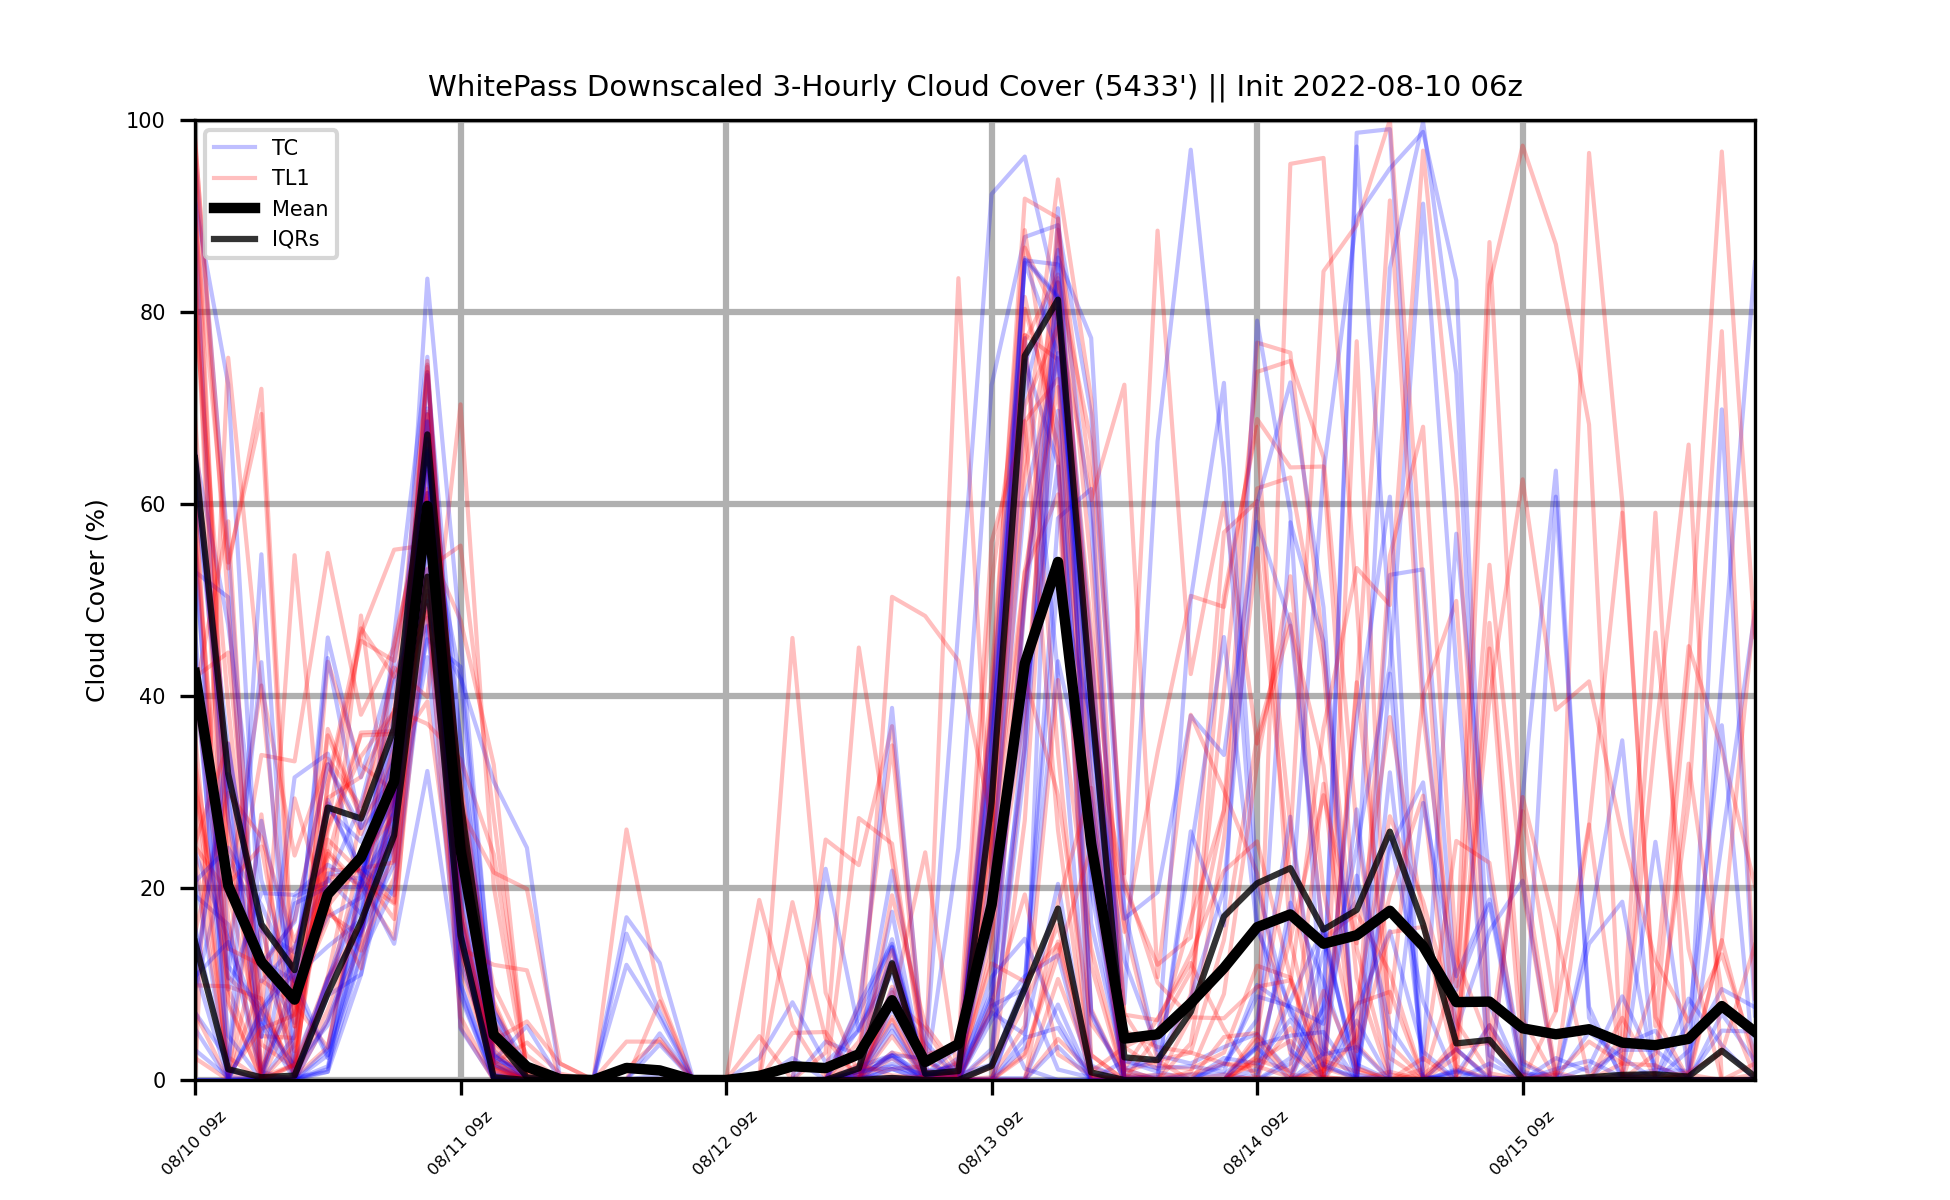 WhitePass Downscaled 3-Hourly Cloud Cover (5433') || Init 2022-08-10 06z
100
80
60
40
20
0
Cloud Cover (%)
TC
TL1
Mean
IQRs
08/10 09z
08/11 09z
08/12 09z
08/13 09z
08/14 09z
08/15 09z